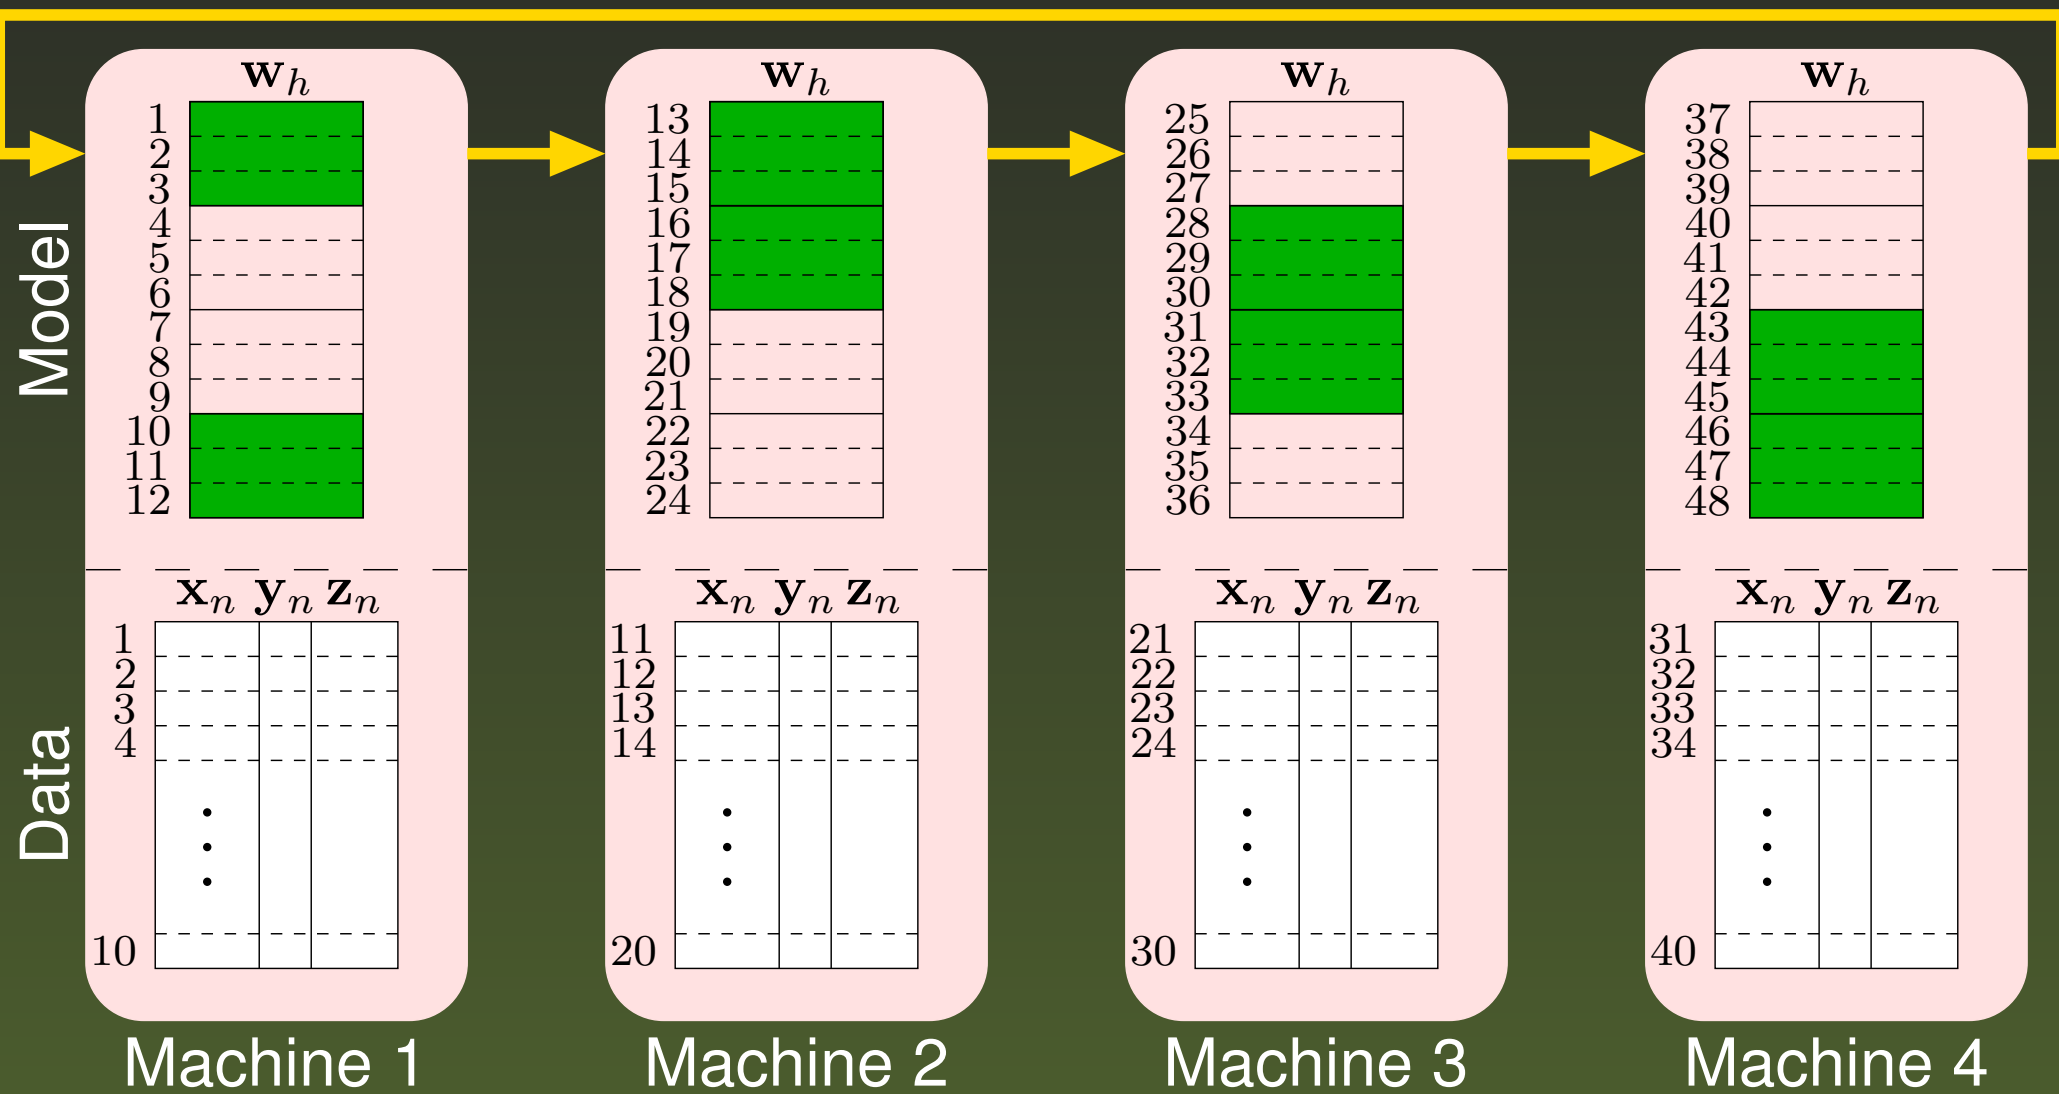 w_h w_h w_h w_h
1 13 25 37
2 14 26 38
3 15 27 39
4 16 28 40
5 17 29 41
6 18 30 42
7 19 31 43
8 20 32 44
9 21 33 45
10 22 34 46
11 23 35 47
12 24 36 48
Model
x_n y_n z_n x_n y_n z_n x_n y_n z_n x_n y_n z_n
1 11 21 31
2 12 22 32
3 13 23 33
4 14 24 34
10 20 30 40
Data
Machine 1 Machine 2 Machine 3 Machine 4